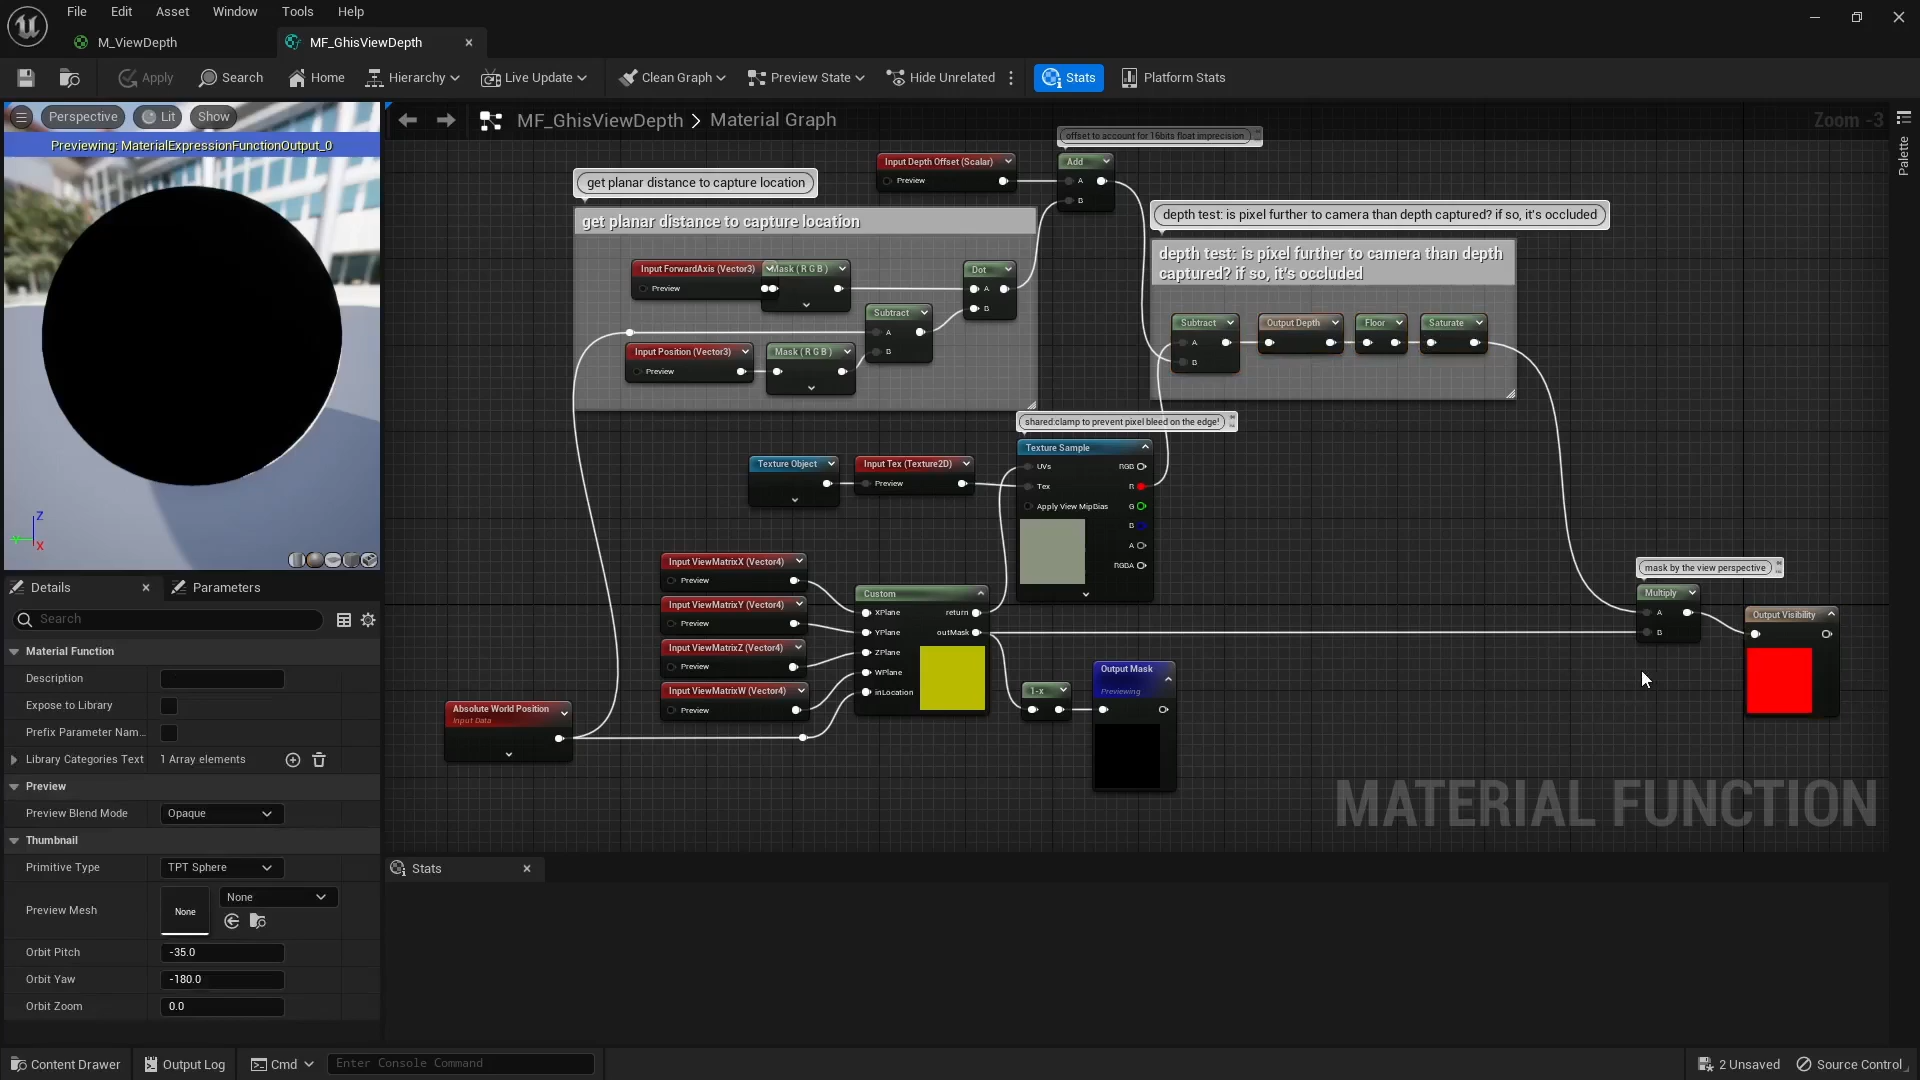 File Edit Asset Window Tools Help
M_ViewDepth
MF_GhisViewDepth
Apply Search Home Hierarchy Live Update Clean Graph Preview State Hide Unrelated Stats Platform Stats
Perspective Lit Show
Previewing: MaterialExpressionFunctionOutput_0
Z
X
MF_GhisViewDepth > Material Graph
Zoom -3
Palette
offset to account for 16bits float imprecision
Input Depth Offset (Scalar)
Preview
Add
A
B
get planar distance to capture location
get planar distance to capture location
Input ForwardAxis (Vector3)
Preview
Mask ( R G B )
Dot
A
B
Subtract
A
B
Input Position (Vector3)
Preview
Mask ( R G B )
depth test: is pixel further to camera than depth captured? if so, it's occluded
depth test: is pixel further to camera than depth
captured? if so, it's occluded
Subtract
A
B
Output Depth
Floor
Saturate
shared:clamp to prevent pixel bleed on the edge!
Texture Object
Input Tex (Texture2D)
Preview
Texture Sample
UVs RGB
Tex R
Apply View MipBias G
B
A
RGBA
Input ViewMatrixX (Vector4)
Preview
Input ViewMatrixY (Vector4)
Preview
Input ViewMatrixZ (Vector4)
Preview
Input ViewMatrixW (Vector4)
Preview
Custom
XPlane return
YPlane outMask
ZPlane
WPlane
inLocation
Absolute World Position
Input Data
1-x
Output Mask
Previewing
mask by the view perspective
Multiply
A
B
Output Visibility
MATERIAL FUNCTION
Details
Parameters
Search
Material Function
Description
Expose to Library
Prefix Parameter Nam...
Library Categories Text 1 Array elements
Preview
Preview Blend Mode Opaque
Thumbnail
Primitive Type TPT Sphere
Preview Mesh None None
Orbit Pitch -35.0
Orbit Yaw -180.0
Orbit Zoom 0.0
Stats
Content Drawer Output Log Cmd Enter Console Command 2 Unsaved Source Control